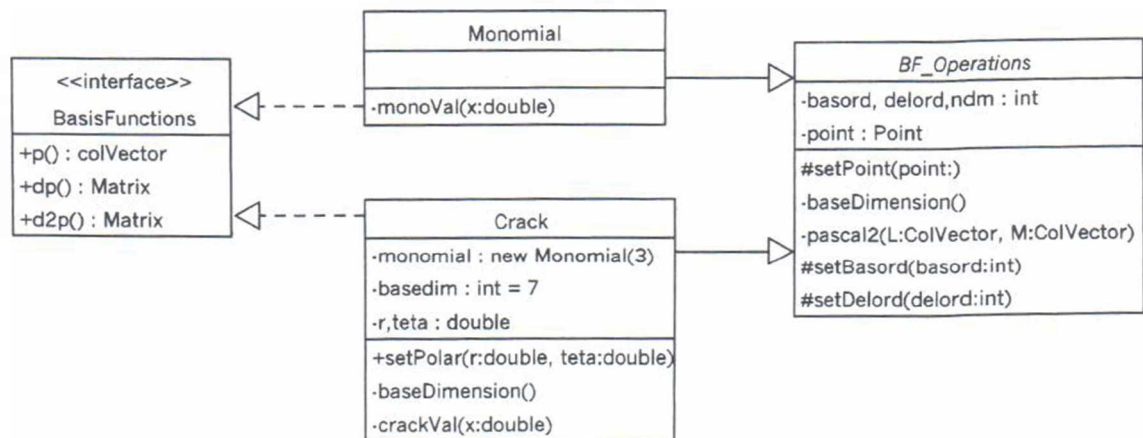 <<interface>>
BasisFunctions
+p() : colVector
+dp() : Matrix
+d2p() : Matrix
Monomial
-monoVal(x:double)
Crack
-monomial : new Monomial(3)
-basedim : int = 7
-r,teta : double
+setPolar(r:double, teta:double)
-baseDimension()
-crackVal(x:double)
BF_Operations
-basord, delord,ndm : int
-point : Point
#setPoint(point:)
-baseDimension()
-pascal2(L:ColVector, M:ColVector)
#setBasord(basord:int)
#setDelord(delord:int)